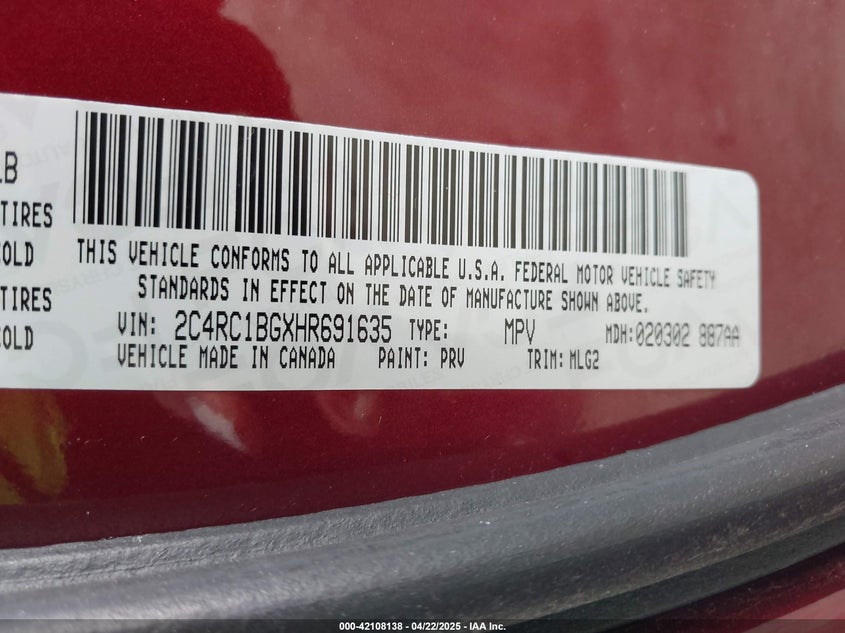 LB
TIRES
COLD
TIRES
COLD
THIS VEHICLE CONFORMS TO ALL APPLICABLE U.S.A. FEDERAL MOTOR VEHICLE SAFETY
STANDARDS IN EFFECT ON THE DATE OF MANUFACTURE SHOWN ABOVE.
VIN: 2C4RC1BGXHR691635 TYPE: MPV MDH:020302 887AA
VEHICLE MADE IN CANADA PAINT: PRV TRIM: MLG2
000-42108138 - 04/22/2025 - IAA Inc.